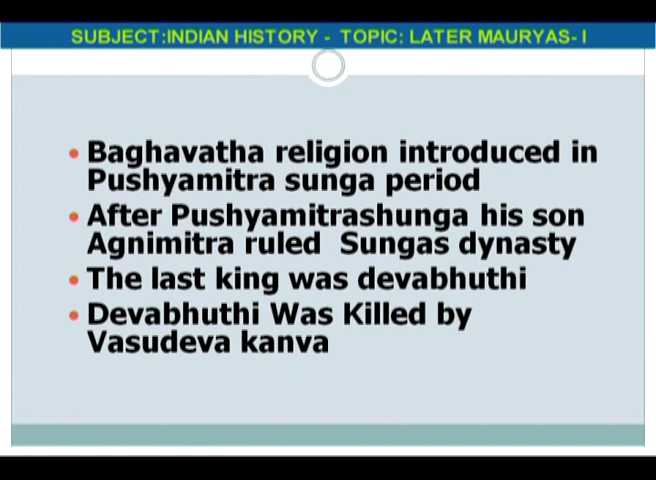 SUBJECT:INDIAN HISTORY - TOPIC: LATER MAURYAS- I
• Baghavatha religion introduced in
Pushyamitra sunga period
• After Pushyamitrashunga his son
Agnimitra ruled Sungas dynasty
• The last king was devabhuthi
• Devabhuthi Was Killed by
Vasudeva kanva